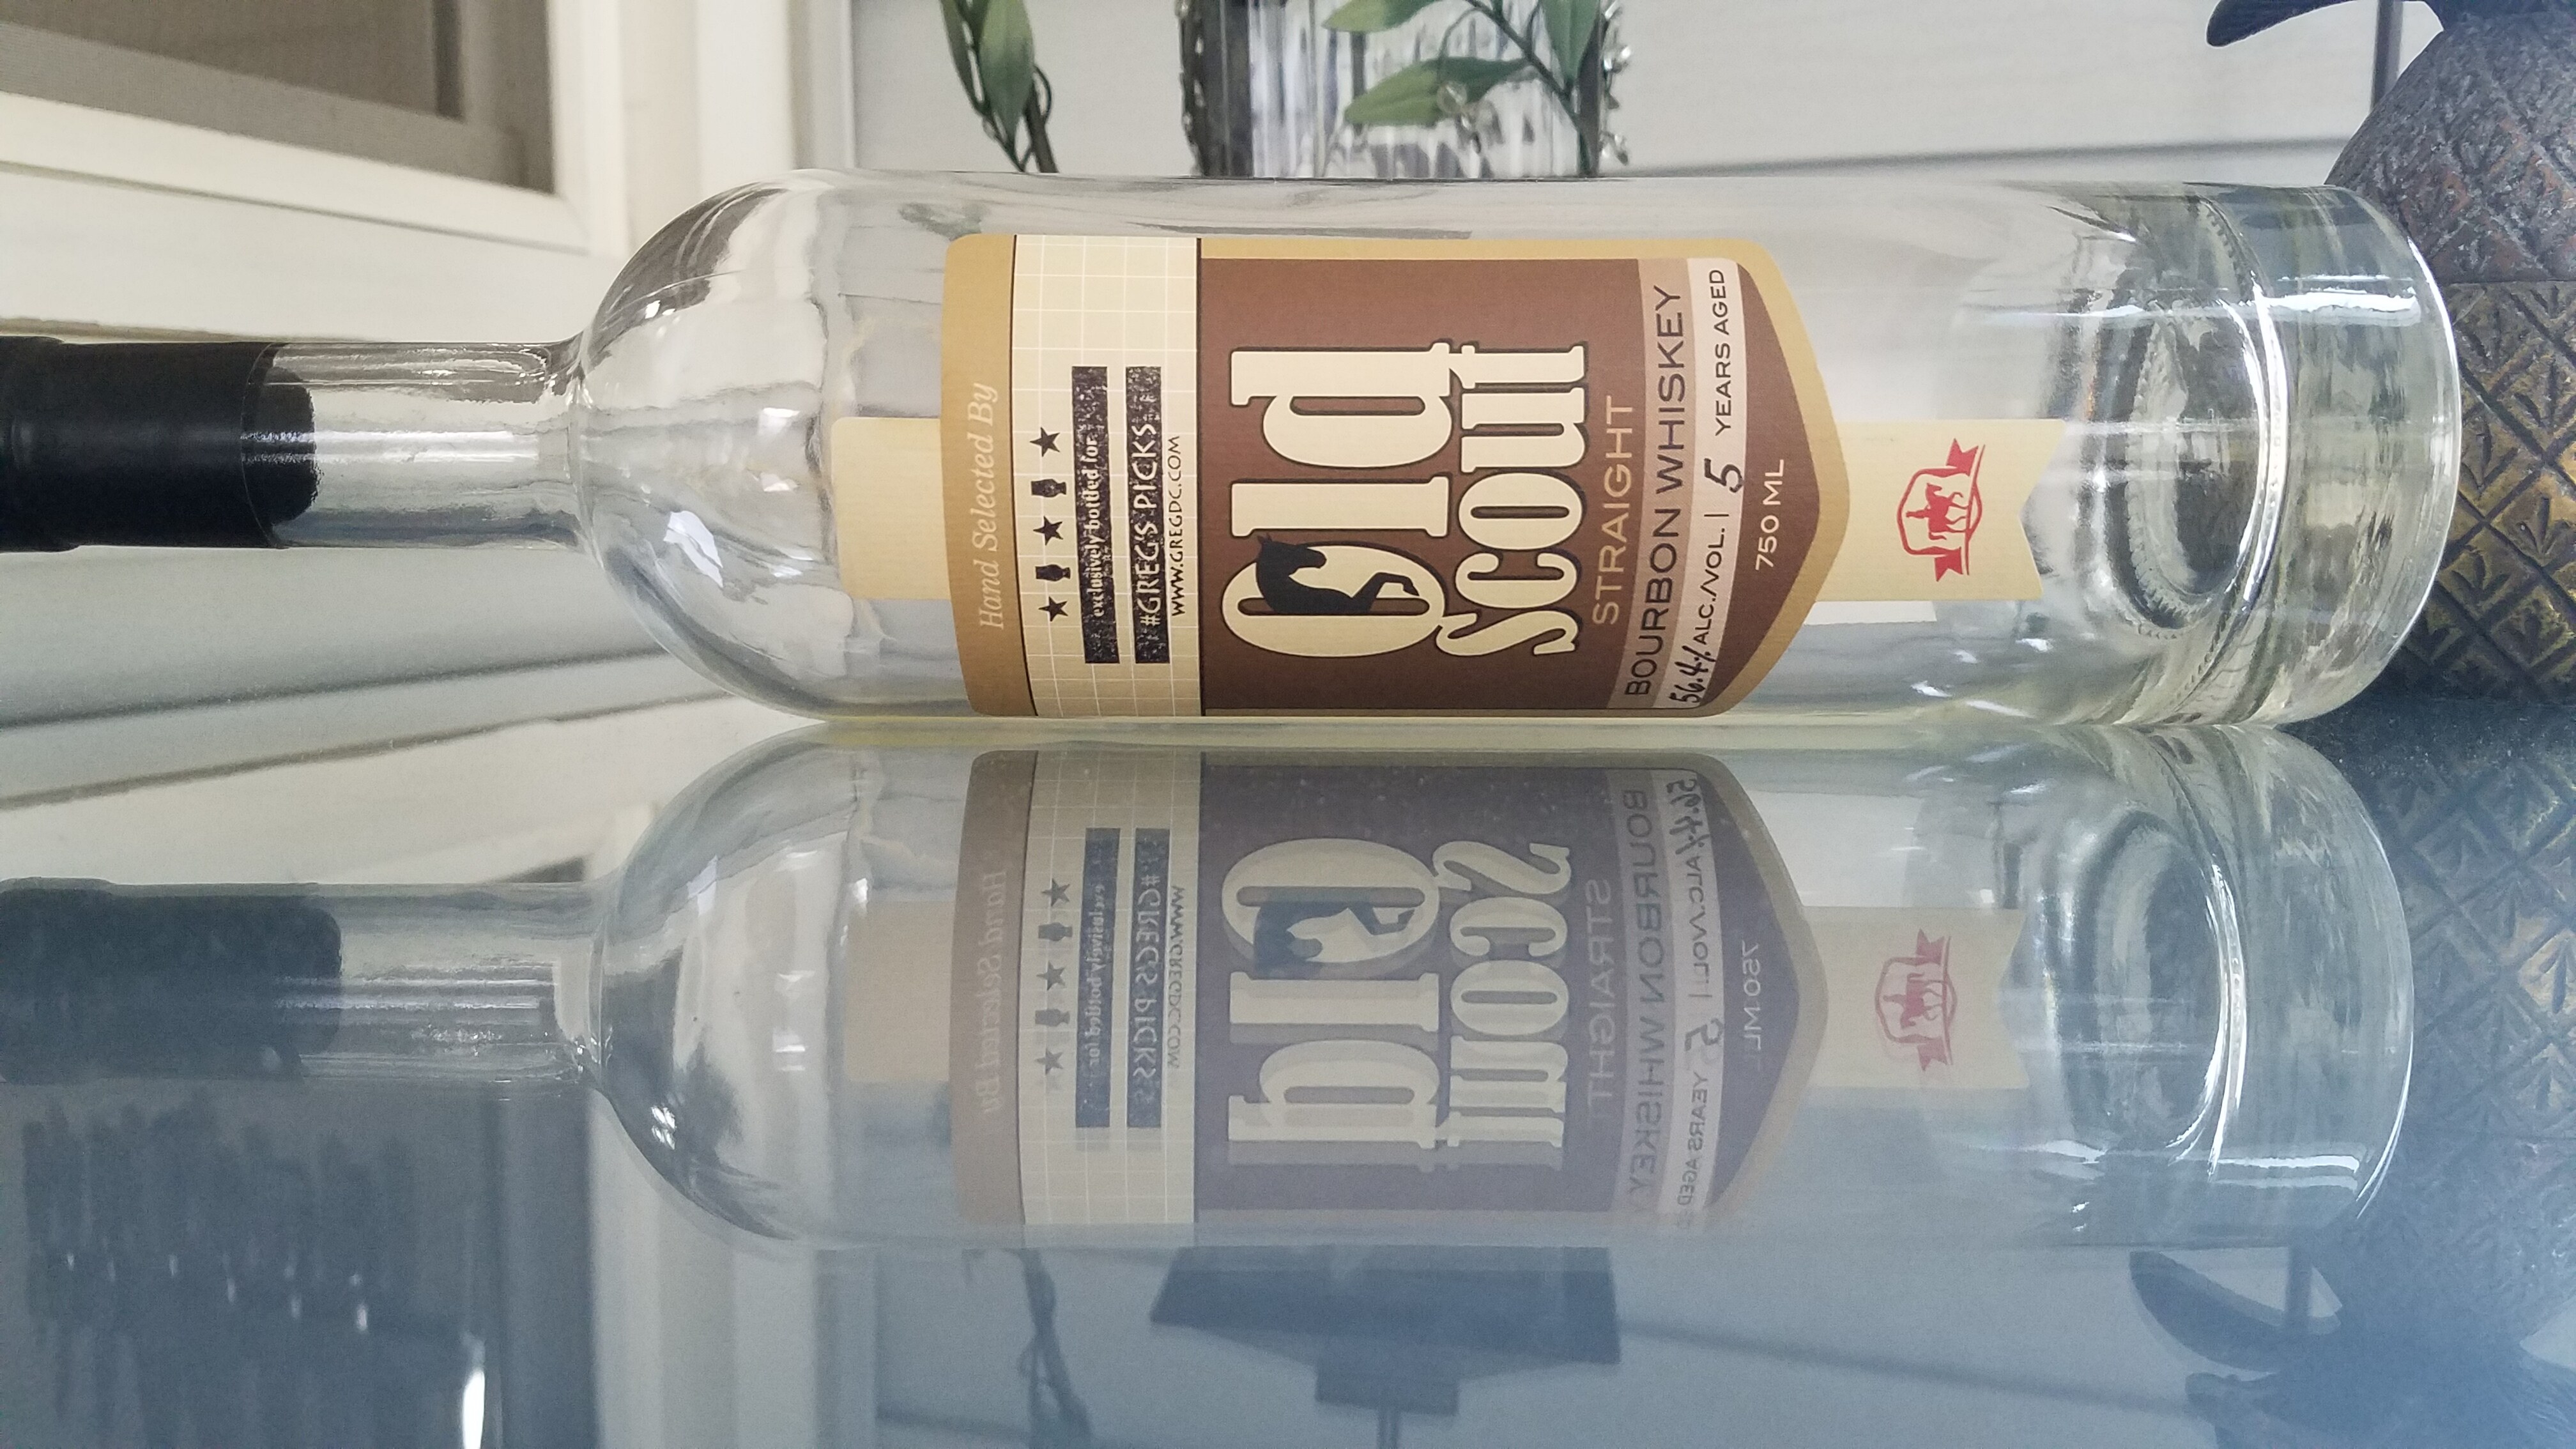 Hand Selected By
exclusively bottled for
#GREG'S PICKS
WWW.GREGDC.COM
Old
Scout
STRAIGHT
BOURBON WHISKEY
56.4% ALC./VOL. | 5 YEARS AGED
750 ML